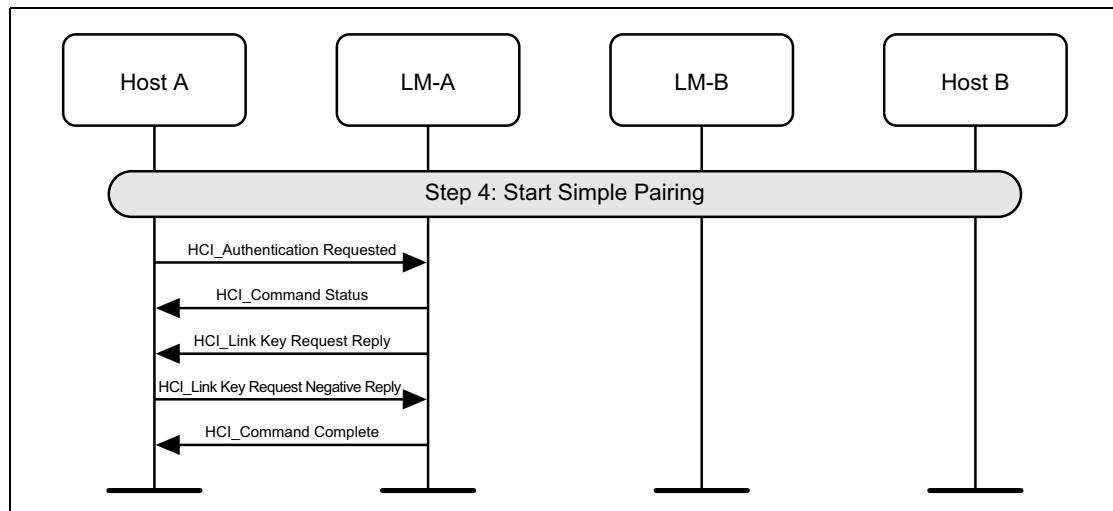 Host A
LM-A
LM-B
Host B
Step 4: Start Simple Pairing
HCI_Authentication Requested
HCI_Command Status
HCI_Link Key Request Reply
HCI_Link Key Request Negative Reply
HCI_Command Complete